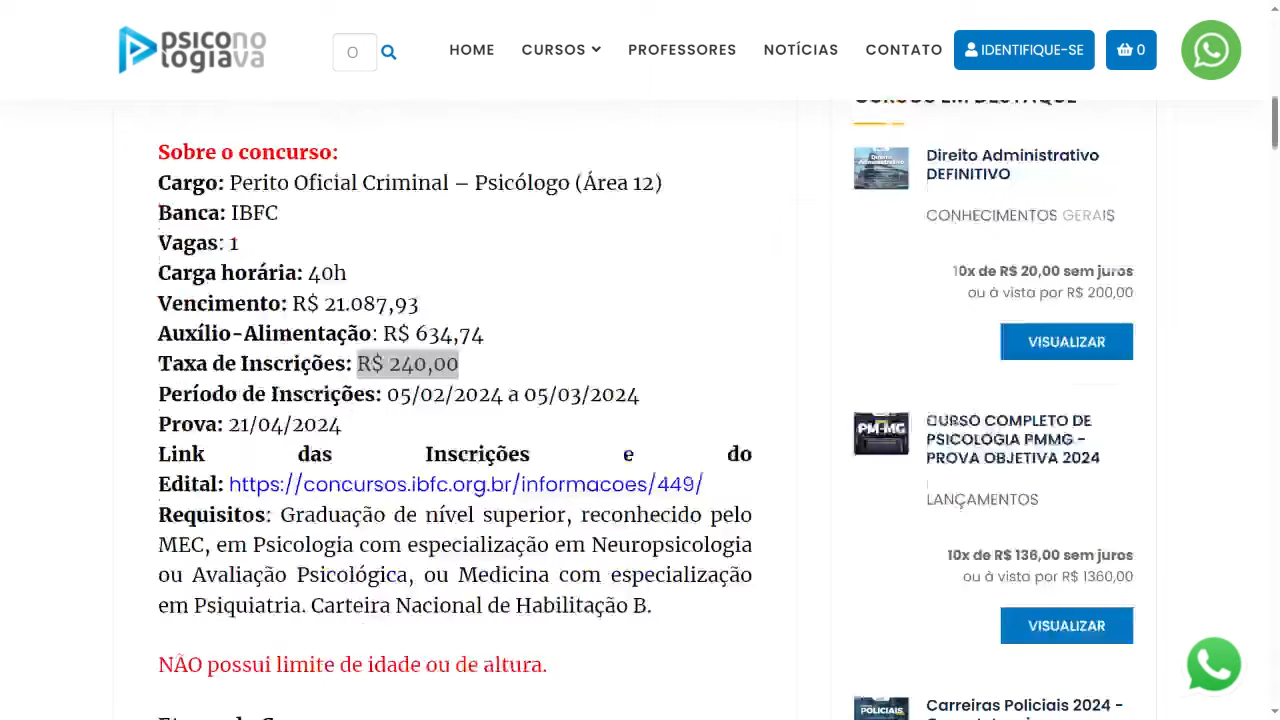 psicono
logiava
O
HOME
CURSOS
PROFESSORES
NOTÍCIAS
CONTATO
IDENTIFIQUE-SE
0
Sobre o concurso:
Cargo: Perito Oficial Criminal – Psicólogo (Área 12)
Banca: IBFC
Vagas: 1
Carga horária: 40h
Vencimento: R$ 21.087,93
Auxílio-Alimentação: R$ 634,74
Taxa de Inscrições: R$ 240,00
Período de Inscrições: 05/02/2024 a 05/03/2024
Prova: 21/04/2024
Link das Inscrições e do
Edital: https://concursos.ibfc.org.br/informacoes/449/
Requisitos: Graduação de nível superior, reconhecido pelo
MEC, em Psicologia com especialização em Neuropsicologia
ou Avaliação Psicológica, ou Medicina com especialização
em Psiquiatria. Carteira Nacional de Habilitação B.
NÃO possui limite de idade ou de altura.
CURSOS EM DESTAQUE
Direito Administrativo
DEFINITIVO
CONHECIMENTOS GERAIS
10x de R$ 20,00 sem juros
ou à vista por R$ 200,00
VISUALIZAR
PM-MG
CURSO COMPLETO DE
PSICOLOGIA PMMG -
PROVA OBJETIVA 2024
LANÇAMENTOS
10x de R$ 136,00 sem juros
ou à vista por R$ 1360,00
VISUALIZAR
POLICIAIS
Carreiras Policiais 2024 -